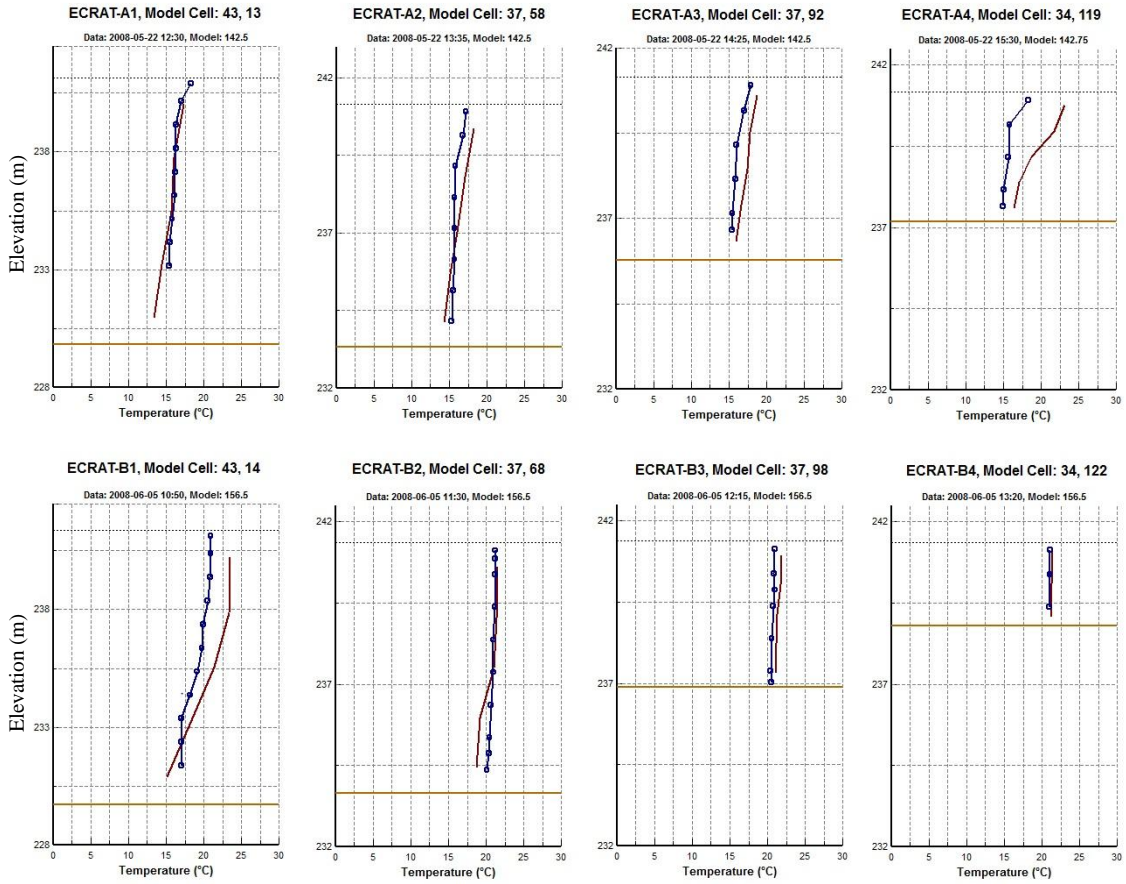 ECRAT-A1, Model Cell: 43, 13
Data: 2008-05-22 12:30, Model: 142.5
Elevation (m)
238
233
228
0 5 10 15 20 25 30
Temperature (°C)
ECRAT-A2, Model Cell: 37, 58
Data: 2008-05-22 13:35, Model: 142.5
242
237
232
0 5 10 15 20 25 30
Temperature (°C)
ECRAT-A3, Model Cell: 37, 92
Data: 2008-05-22 14:25, Model: 142.5
242
237
232
0 5 10 15 20 25 30
Temperature (°C)
ECRAT-A4, Model Cell: 34, 119
Data: 2008-05-22 15:30, Model: 142.75
242
237
232
0 5 10 15 20 25 30
Temperature (°C)
ECRAT-B1, Model Cell: 43, 14
Data: 2008-06-05 10:50, Model: 156.5
Elevation (m)
238
233
228
0 5 10 15 20 25 30
Temperature (°C)
ECRAT-B2, Model Cell: 37, 68
Data: 2008-06-05 11:30, Model: 156.5
242
237
232
0 5 10 15 20 25 30
Temperature (°C)
ECRAT-B3, Model Cell: 37, 98
Data: 2008-06-05 12:15, Model: 156.5
242
237
232
0 5 10 15 20 25 30
Temperature (°C)
ECRAT-B4, Model Cell: 34, 122
Data: 2008-06-05 13:20, Model: 156.5
242
237
232
0 5 10 15 20 25 30
Temperature (°C)